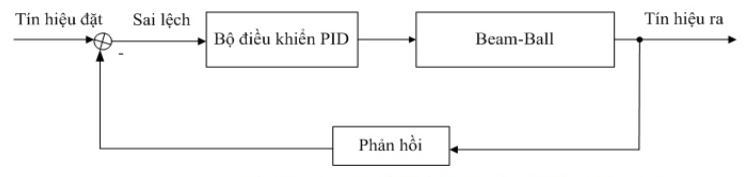 Tín hiệu đặt
Sai lệch
Bộ điều khiển PID
Beam-Ball
Tín hiệu ra
-
Phản hồi